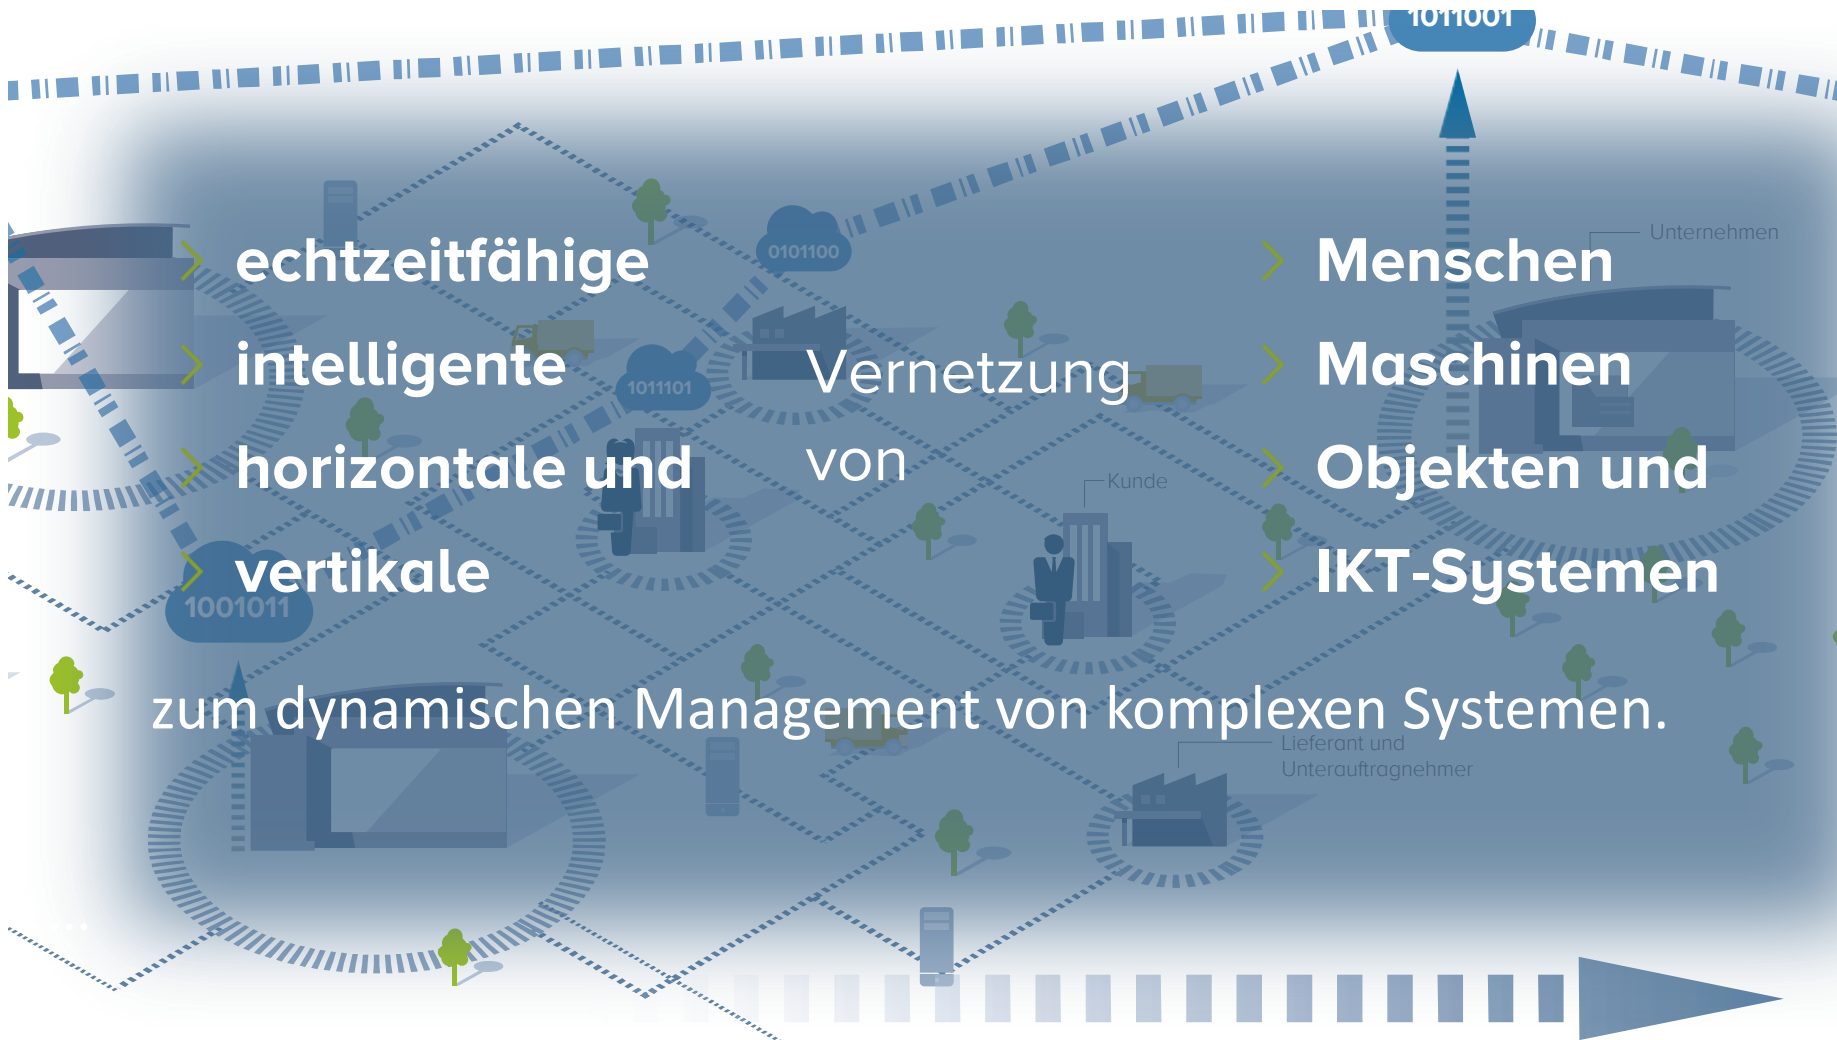 1011001
0101100
Unternehmen
echtzeitfähige
intelligente
horizontale und
vertikale
1011101
Vernetzung
von
Menschen
Maschinen
Objekten und
IKT-Systemen
Kunde
1001011
zum dynamischen Management von komplexen Systemen.
Lieferant und
Unterauftragnehmer
...